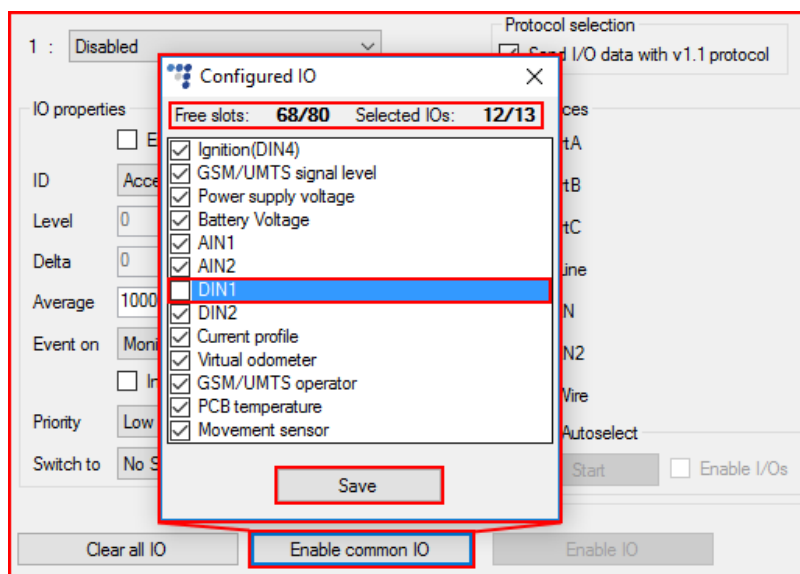 Protocol selection
1 : Disabled
Send I/O data with v1.1 protocol
Configured IO
IO properties
Free slots: 68/80 Selected IOs: 12/13
Ignition(DIN4)
GSM/UMTS signal level
ID
Power supply voltage
Level
0
Battery Voltage
AIN1
Delta
0
AIN2
DIN1
Average
1000
DIN2
Event on
Current profile
Virtual odometer
GSM/UMTS operator
Priority
Low
PCB temperature
Movement sensor
Autoselect
Switch to
Start
Enable I/Os
Save
Clear all IO
Enable common IO
Enable IO